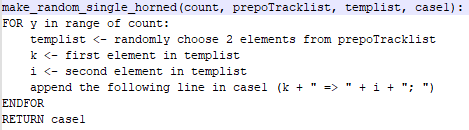 make_random_single_horned(count, prepoTracklist, templist, case1):
FOR y in range of count:
    templist <- randomly choose 2 elements from prepoTracklist
    k <- first element in templist
    i <- second element in templist
    append the following line in case1 (k + " => " + i + "; ")
ENDFOR
RETURN case1